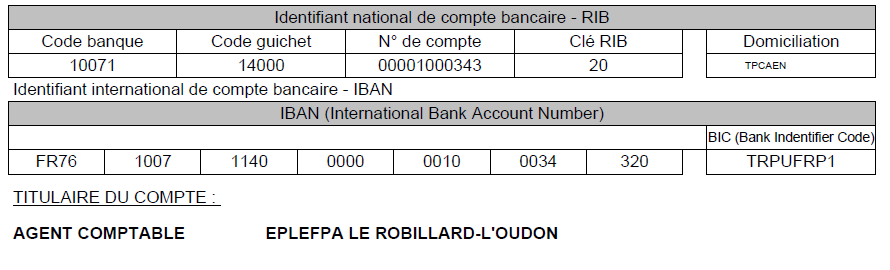 Identifiant national de compte bancaire - RIB
Code banque Code guichet N° de compte Clé RIB Domiciliation
10071 14000 00001000343 20 TPCAEN
Identifiant international de compte bancaire - IBAN
IBAN (International Bank Account Number)
BIC (Bank Indentifier Code)
FR76 1007 1140 0000 0010 0034 320 TRPUFRP1
TITULAIRE DU COMPTE :
AGENT COMPTABLE EPLEFPA LE ROBILLARD-L'OUDON